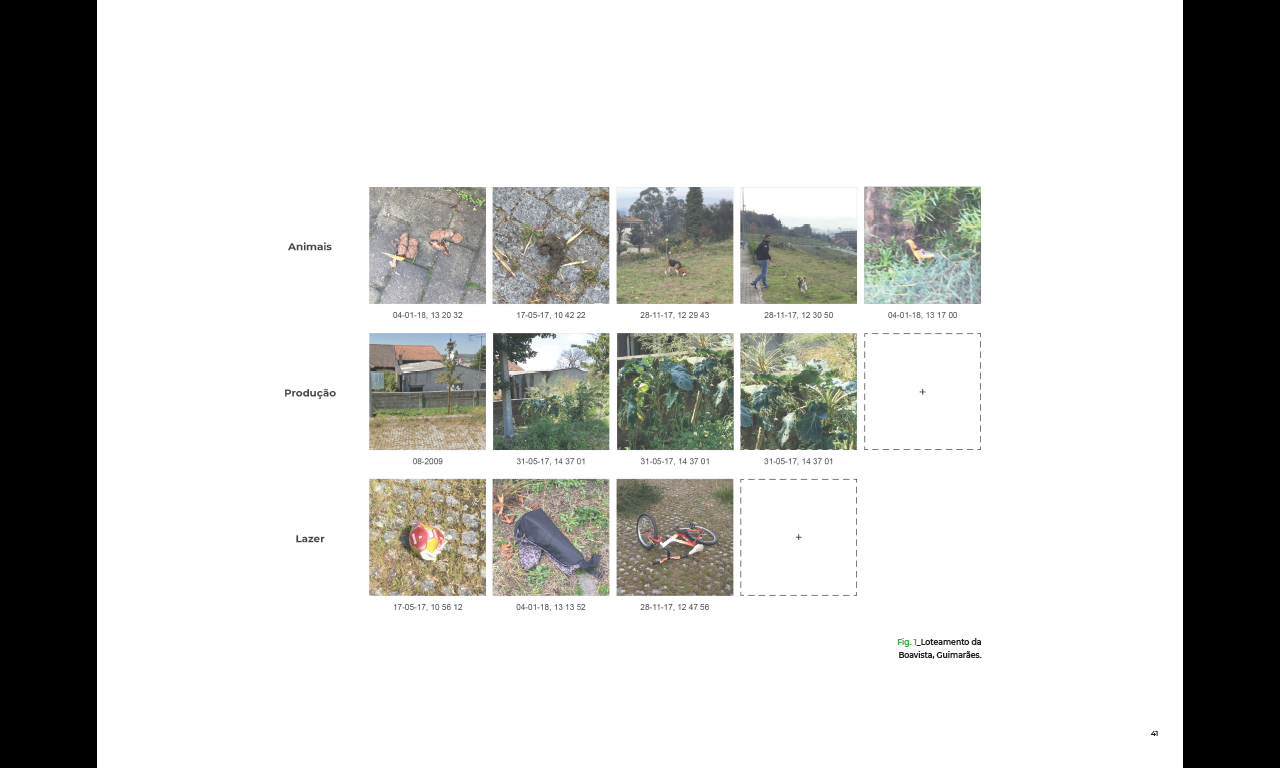 Animais
04-01-18, 13 20 32
17-05-17, 10 42 22
28-11-17, 12 29 43
28-11-17, 12 30 50
04-01-18, 13 17 00
Produção
+
08-2009
31-05-17, 14 37 01
31-05-17, 14 37 01
31-05-17, 14 37 01
Lazer
+
17-05-17, 10 56 12
04-01-18, 13 13 52
28-11-17, 12 47 56
Fig. 1_Loteamento da
Boavista, Guimarães.
41